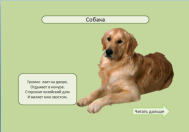 Собака
Громко лает на дворе,
Отдыхает в конуре.
Сторожит хозяйский дом
И виляет мне хвостом.
Читать дальше